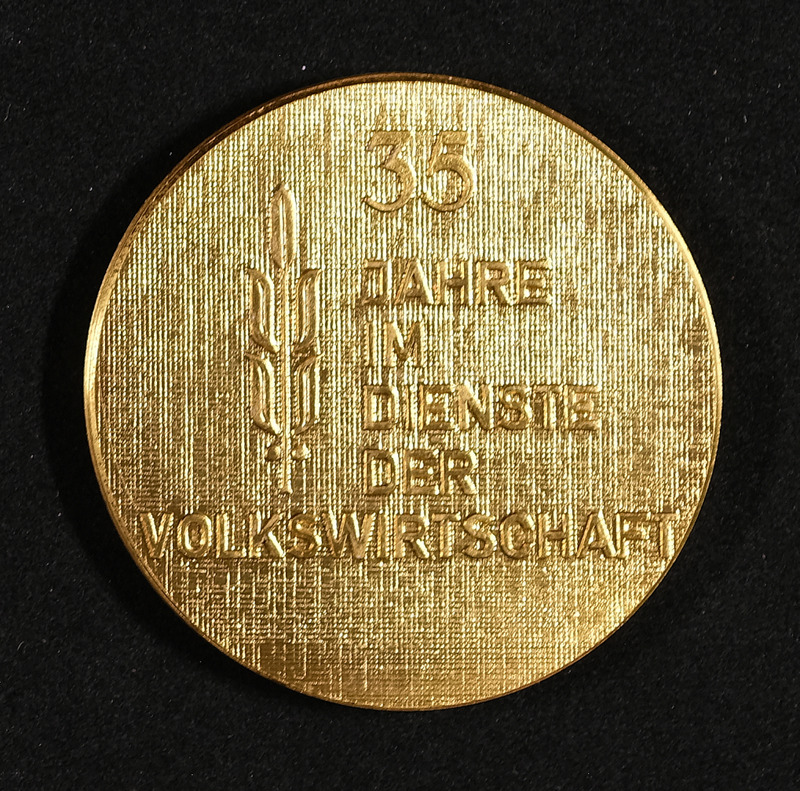 35
JAHRE
IM
DIENSTE
DER
VOLKSWIRTSCHAFT